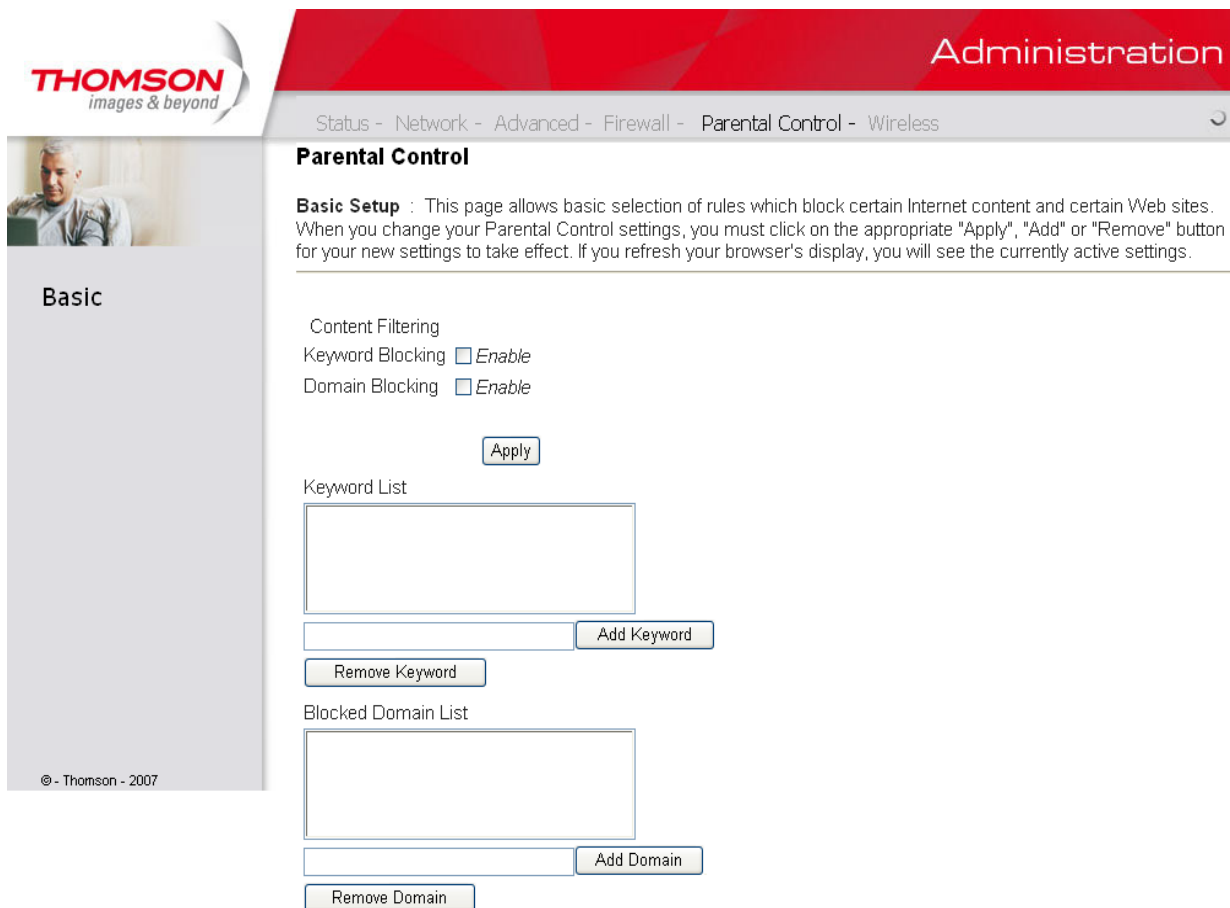 THOMSON
images & beyond
Administration
Status - Network - Advanced - Firewall - Parental Control - Wireless
Parental Control
Basic Setup : This page allows basic selection of rules which block certain Internet content and certain Web sites.
When you change your Parental Control settings, you must click on the appropriate "Apply", "Add" or "Remove" button
for your new settings to take effect. If you refresh your browser's display, you will see the currently active settings.
Basic
Content Filtering
Keyword Blocking Enable
Domain Blocking Enable
Apply
Keyword List
Add Keyword
Remove Keyword
Blocked Domain List
Add Domain
Remove Domain
© - Thomson - 2007